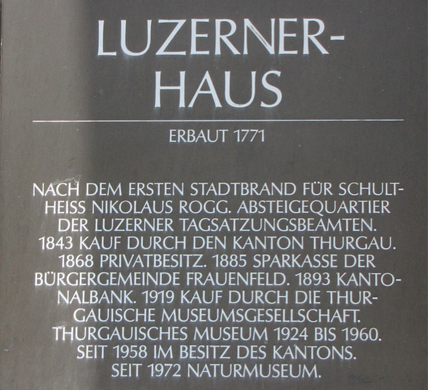 LUZERNER-
HAUS
ERBAUT 1771
NACH DEM ERSTEN STADTBRAND FÜR SCHULT-
HEISS NIKOLAUS ROGG. ABSTEIGEQUARTIER
DER LUZERNER TAGSATZUNGSBEAMTEN.
1843 KAUF DURCH DEN KANTON THURGAU.
1868 PRIVATBESITZ. 1885 SPARKASSE DER
BÜRGERGEMEINDE FRAUENFELD. 1893 KANTO-
NALBANK. 1919 KAUF DURCH DIE THUR-
GAUISCHE MUSEUMSGESELLSCHAFT.
THURGAUISCHES MUSEUM 1924 BIS 1960.
SEIT 1958 IM BESITZ DES KANTONS.
SEIT 1972 NATURMUSEUM.